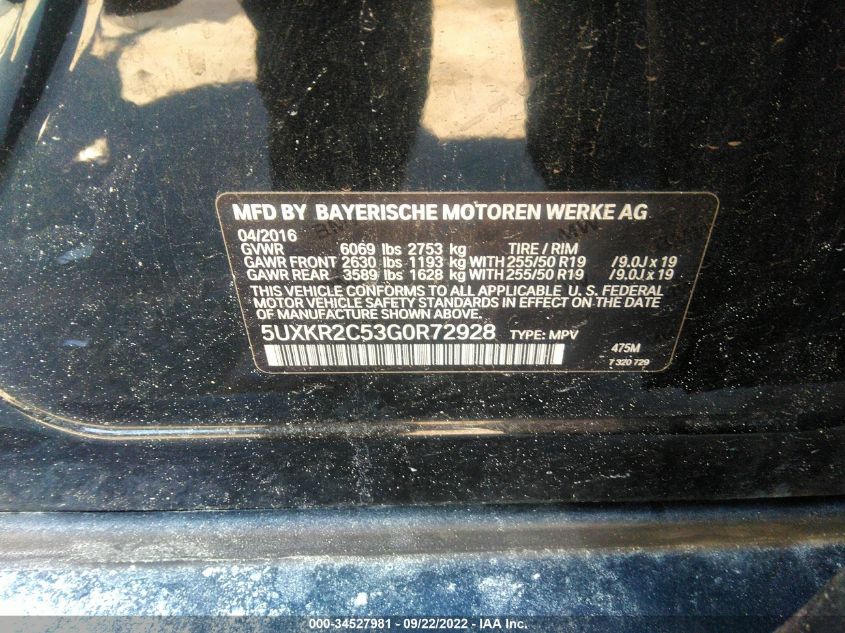 MFD BY BAYERISCHE MOTOREN WERKE AG
04/2016
GVWR 6069 lbs 2753 kg TIRE / RIM
GAWR FRONT 2630 lbs 1193 kg WITH 255/50 R19 /9.0J x 19
GAWR REAR 3589 lbs 1628 kg WITH 255/50 R19 /9.0J x 19
THIS VEHICLE CONFORMS TO ALL APPLICABLE U. S. FEDERAL
MOTOR VEHICLE SAFETY STANDARDS IN EFFECT ON THE DATE
OF MANUFACTURE SHOWN ABOVE.
5UXKR2C53G0R72928 TYPE: MPV
475M
7 320 729
000-34527981 - 09/22/2022 - IAA Inc.